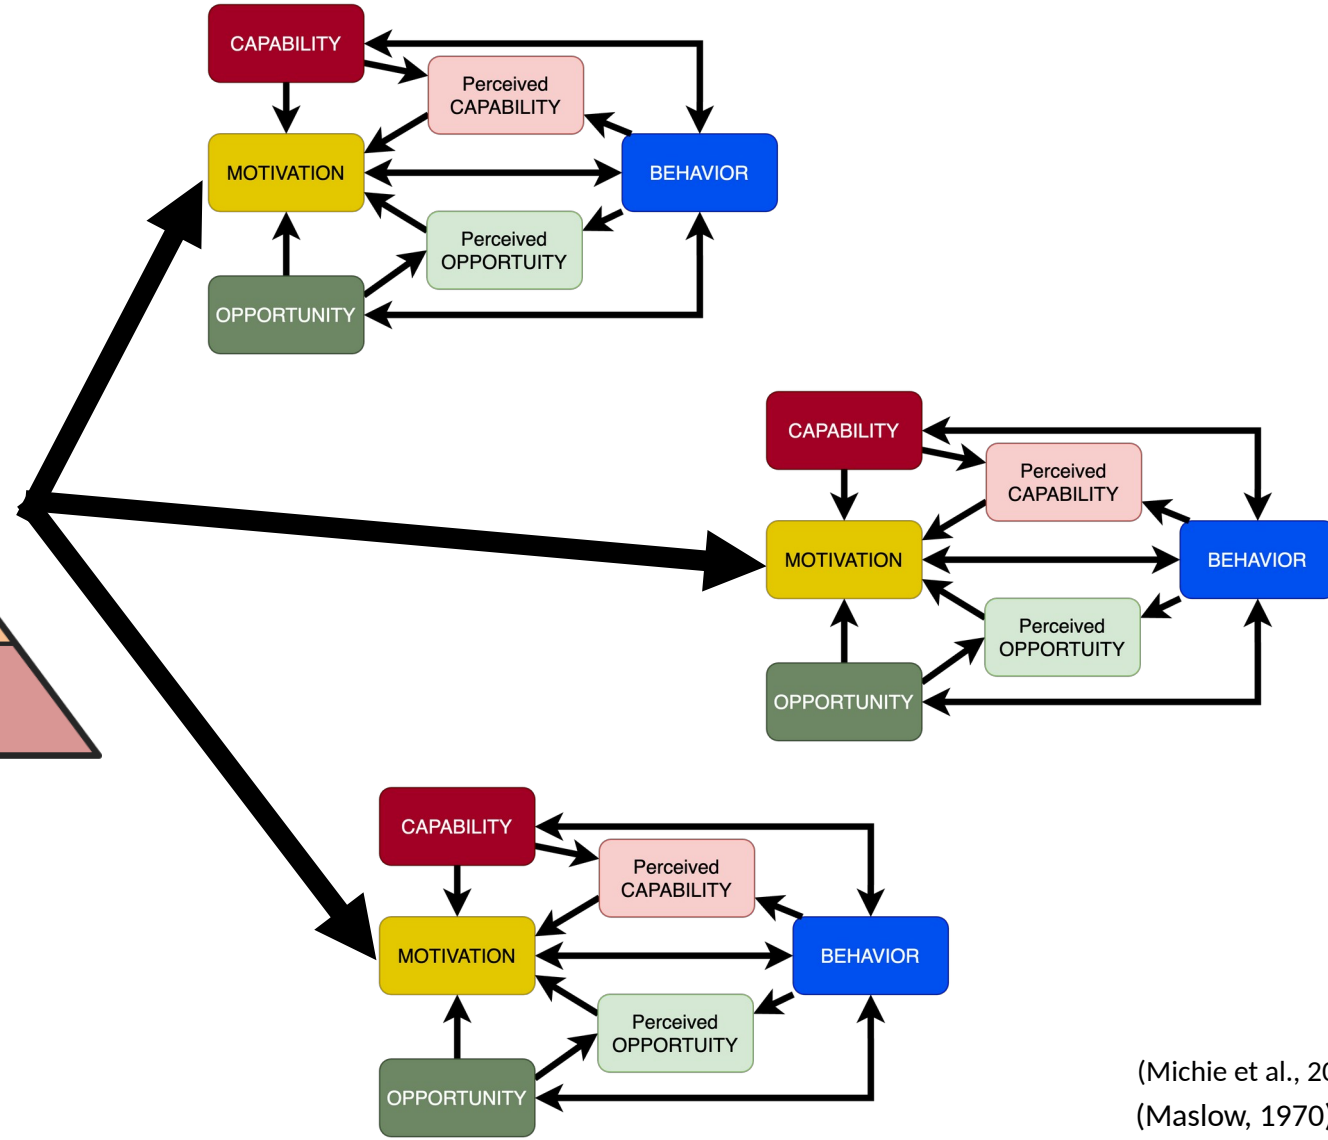 CAPABILITY
Perceived
CAPABILITY
MOTIVATION
BEHAVIOR
Perceived
OPPORTUITY
OPPORTUNITY
CAPABILITY
Perceived
CAPABILITY
MOTIVATION
BEHAVIOR
Perceived
OPPORTUITY
OPPORTUNITY
CAPABILITY
Perceived
CAPABILITY
MOTIVATION
BEHAVIOR
Perceived
OPPORTUITY
OPPORTUNITY
(Michie et al.,
(Maslow, 1970)